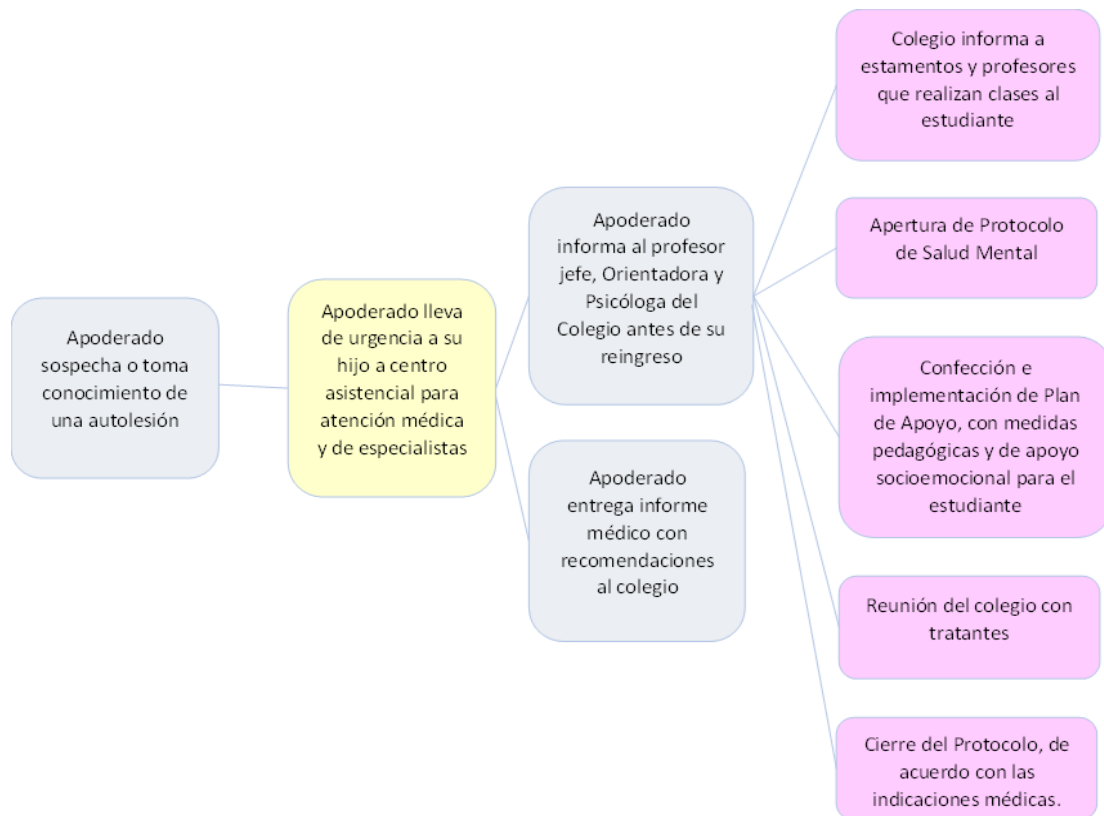 Apoderado
sospecha o toma
conocimiento de
una autolesión
Apoderado lleva
de urgencia a su
hijo a centro
asistencial para
atención médica
y de especialistas
Apoderado
informa al profesor
jefe, Orientadora y
Psicóloga del
Colegio antes de su
reingreso
Apoderado
entrega informe
médico con
recomendaciones
al colegio
Colegio informa a
estamentos y profesores
que realizan clases al
estudiante
Apertura de Protocolo
de Salud Mental
Confección e
implementación de Plan
de Apoyo, con medidas
pedagógicas y de apoyo
socioemocional para el
estudiante
Reunión del colegio con
tratantes
Cierre del Protocolo, de
acuerdo con las
indicaciones médicas.